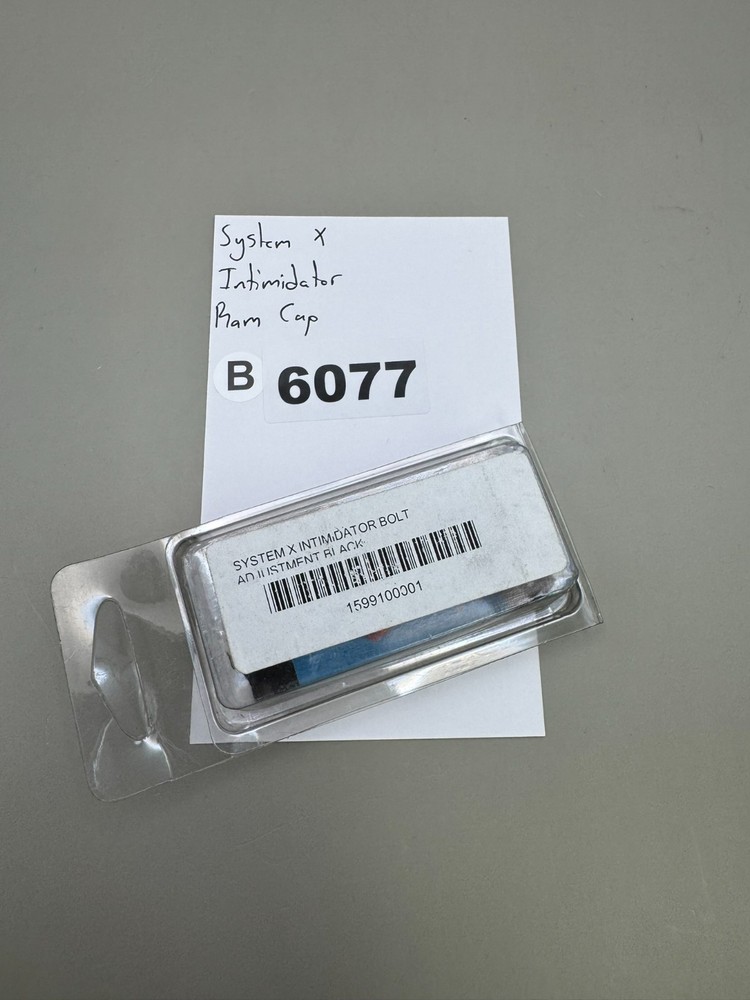 System X
Intimidator
Ram Cap
B 6077
SYSTEM X INTIMIDATOR BOLT
ADJUSTMENT BLACK
1599100001